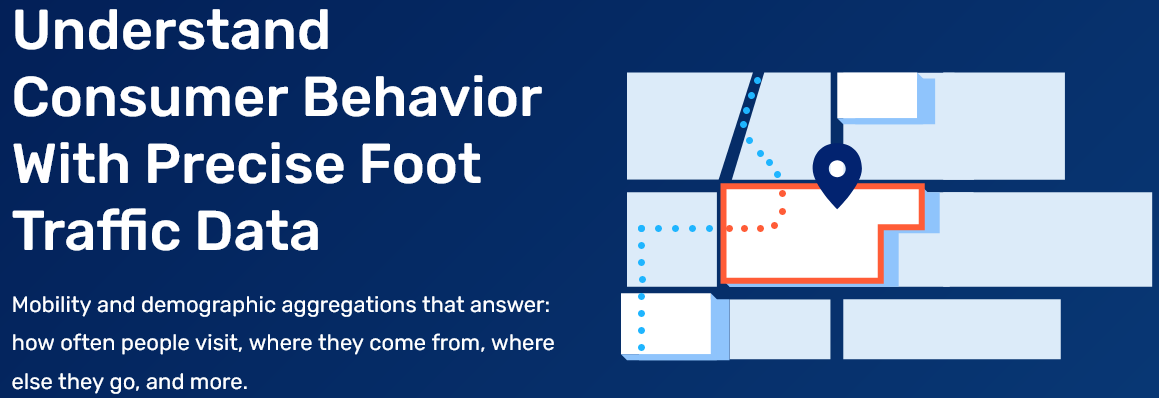 Understand
Consumer Behavior
With Precise Foot
Traffic Data
Mobility and demographic aggregations that answer:
how often people visit, where they come from, where
else they go, and more.